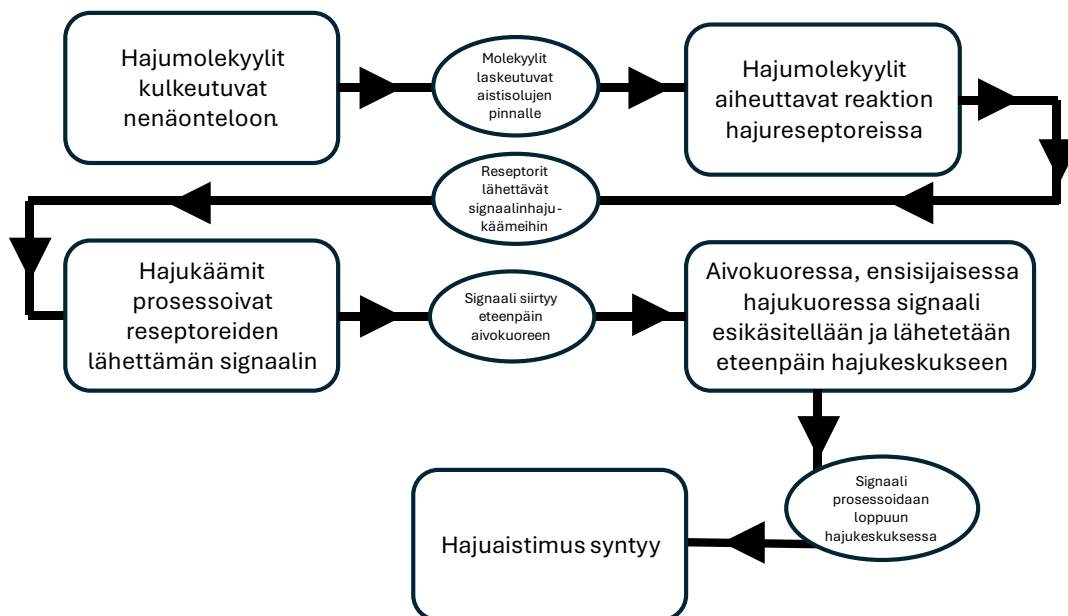 Hajumolekyylit
kulkeutuvat
nenäonteloon.
Molekyylit
laskeutuvat
aistisolujen
pinnalle
Hajumolekyylit
aiheuttavat reaktion
hajureseptoreissa
Reseptorit
lähettävät
signaalinhaju-
käämeihin
Hajukäämit
prosessoivat
reseptoreiden
lähettämän signaalin
Signaali siirtyy
eteenpäin
aivokuoreen
Aivokuoressa, ensisijaisessa
hajukuoressa signaali
esikäsitellään ja lähetetään
eteenpäin hajukeskukseen
Signaali
prosessoidaan
loppuun
hajukeskuksessa
Hajuaistimus syntyy